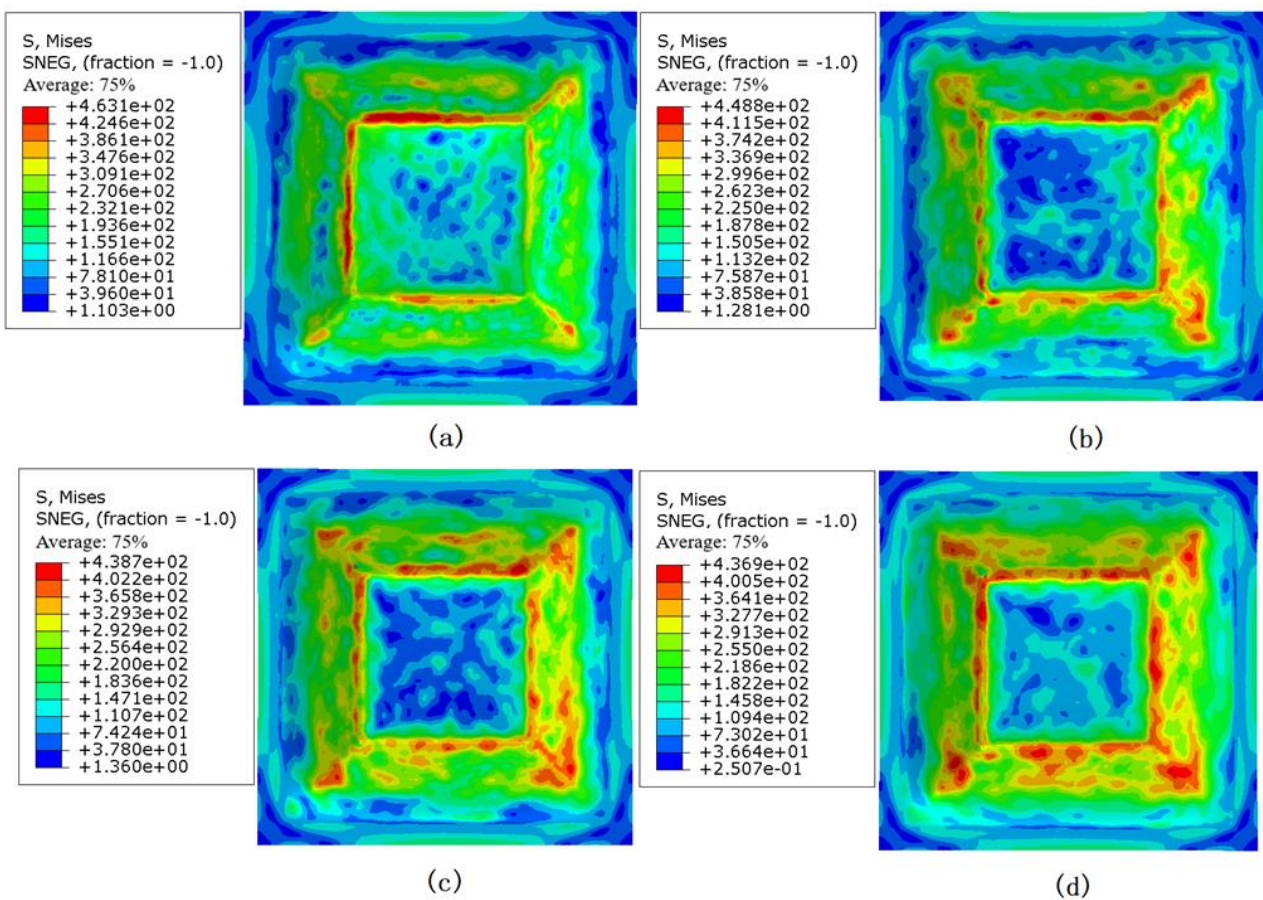 S, Mises
SNEG, (fraction = -1.0)
Average: 75%
+4.631e+02
+4.246e+02
+3.861e+02
+3.476e+02
+3.091e+02
+2.706e+02
+2.321e+02
+1.936e+02
+1.551e+02
+1.166e+02
+7.810e+01
+3.960e+01
+1.103e+00
(a)
S, Mises
SNEG, (fraction = -1.0)
Average: 75%
+4.488e+02
+4.115e+02
+3.742e+02
+3.369e+02
+2.996e+02
+2.623e+02
+2.250e+02
+1.878e+02
+1.505e+02
+1.132e+02
+7.587e+01
+3.858e+01
+1.281e+00
(b)
S, Mises
SNEG, (fraction = -1.0)
Average: 75%
+4.387e+02
+4.022e+02
+3.658e+02
+3.293e+02
+2.929e+02
+2.564e+02
+2.200e+02
+1.836e+02
+1.471e+02
+1.107e+02
+7.424e+01
+3.780e+01
+1.360e+00
(c)
S, Mises
SNEG, (fraction = -1.0)
Average: 75%
+4.369e+02
+4.005e+02
+3.641e+02
+3.277e+02
+2.913e+02
+2.550e+02
+2.186e+02
+1.822e+02
+1.458e+02
+1.094e+02
+7.302e+01
+3.664e+01
+2.507e-01
(d)